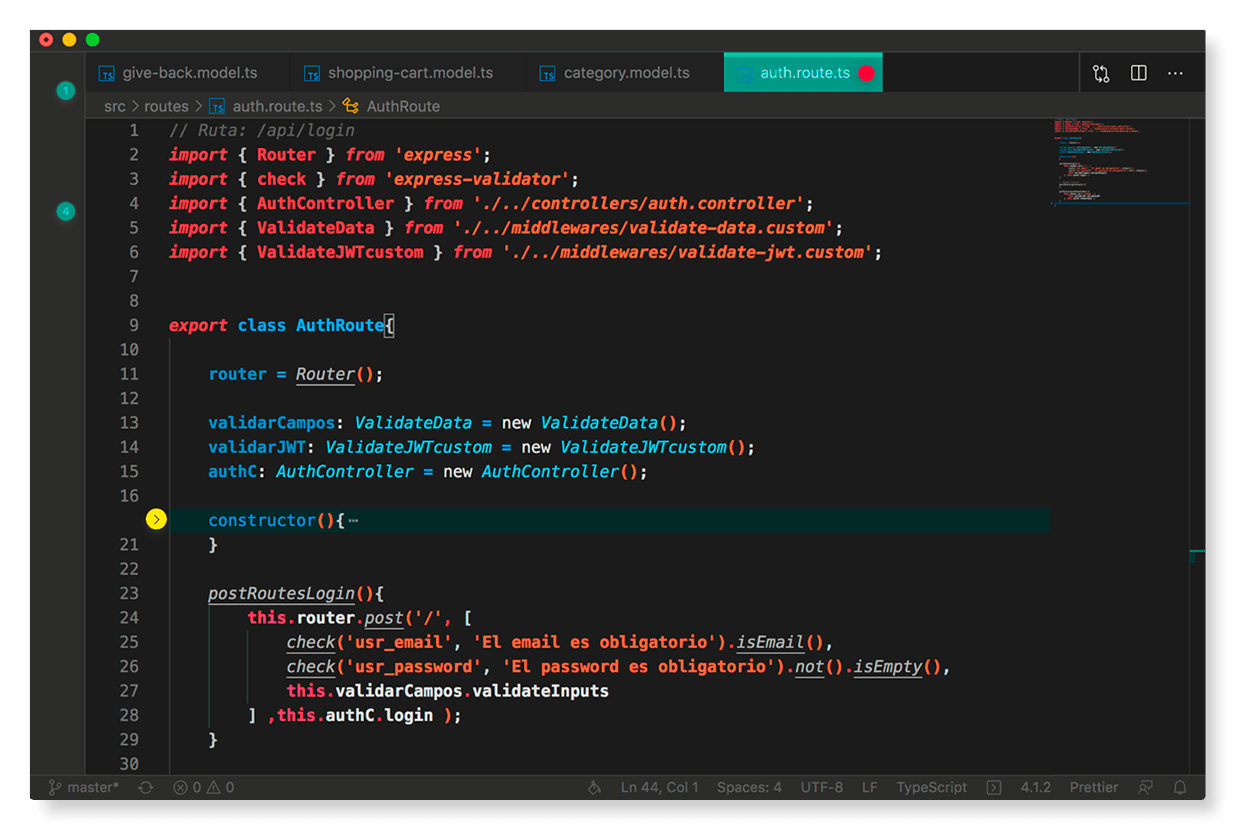 TS give-back.model.ts TS shopping-cart.model.ts TS category.model.ts TS auth.route.ts ...
1
src > routes > TS auth.route.ts > AuthRoute
1 // Ruta: /api/login
2 import { Router } from 'express';
3 import { check } from 'express-validator';
4 import { AuthController } from './../controllers/auth.controller';
4
5 import { ValidateData } from './../middlewares/validate-data.custom';
6 import { ValidateJWTcustom } from './../middlewares/validate-jwt.custom';
7
8
9 export class AuthRoute{
10
11 router = Router();
12
13 validarCampos: ValidateData = new ValidateData();
14 validarJWT: ValidateJWTcustom = new ValidateJWTcustom();
15 authC: AuthController = new AuthController();
16
constructor(){...
21 }
22
23 postRoutesLogin(){
24 this.router.post('/', [
25 check('usr_email', 'El email es obligatorio').isEmail(),
26 check('usr_password', 'El password es obligatorio').not().isEmpty(),
27 this.validarCampos.validateInputs
28 ] ,this.authC.login );
29 }
30
master* 0 0 Ln 44, Col 1 Spaces: 4 UTF-8 LF TypeScript 4.1.2 Prettier